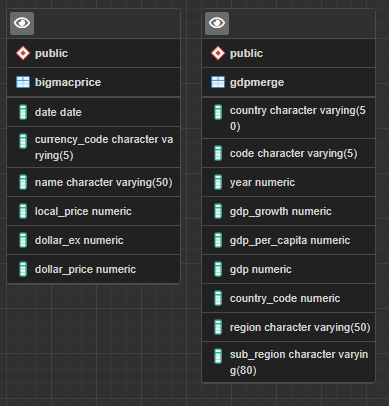 public
bigmacprice
date date
currency_code character va
rying(5)
name character varying(50)
local_price numeric
dollar_ex numeric
dollar_price numeric
public
gdpmerge
country character varying(5
0)
code character varying(5)
year numeric
gdp_growth numeric
gdp_per_capita numeric
gdp numeric
country_code numeric
region character varying(50)
sub_region character varyin
g(80)